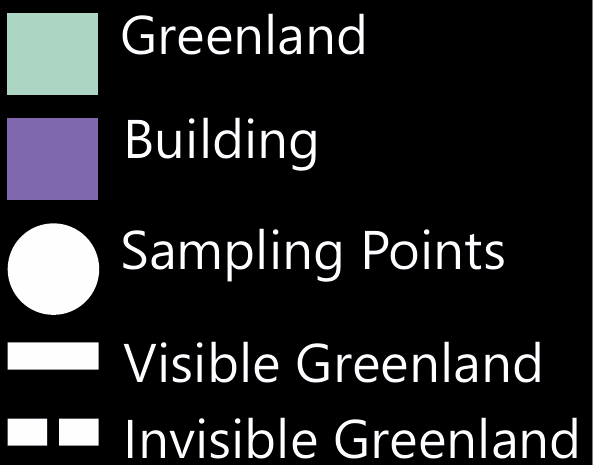 Greenland
Building
Sampling Points
Visible Greenland
Invisible Greenland